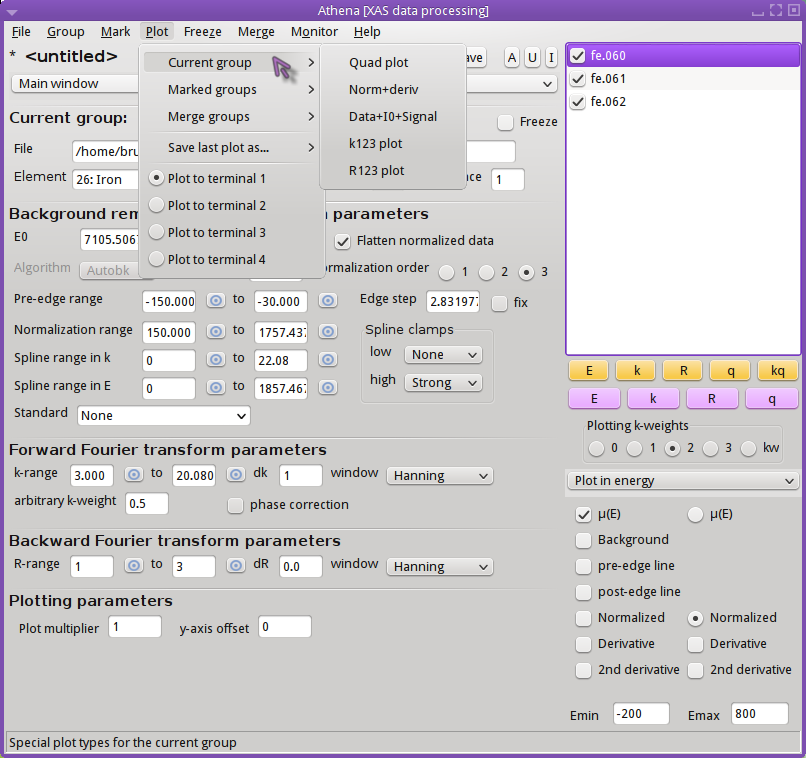 Athena [XAS data processing]
File Group Mark Plot Freeze Merge Monitor Help
* <untitled>
A U I
Main window
Current group
Marked groups
Merge groups
Save last plot as...
Plot to terminal 1
Plot to terminal 2
Plot to terminal 3
Plot to terminal 4
Quad plot
Norm+deriv
Data+I0+Signal
k123 plot
R123 plot
Current group:
Freeze
File /home/bru
Element 26: Iron 1
Background rem parameters
E0 7105.506 Flatten normalized data
Algorithm Autobk ormalization order 1 2 3
Pre-edge range -150.000 to -30.000 Edge step 2.831977 fix
Normalization range 150.000 to 1757.437 Spline clamps
Spline range in k 0 to 22.08 low None
Spline range in E 0 to 1857.467 high Strong
Standard None
Forward Fourier transform parameters
k-range 3.000 to 20.080 dk 1 window Hanning
arbitrary k-weight 0.5 phase correction
Backward Fourier transform parameters
R-range 1 to 3 dR 0.0 window Hanning
Plotting parameters
Plot multiplier 1 y-axis offset 0
fe.060
fe.061
fe.062
E k R q kq
E k R q
Plotting k-weights
0 1 2 3 kw
Plot in energy
μ(E) μ(E)
Background
pre-edge line
post-edge line
Normalized Normalized
Derivative Derivative
2nd derivative 2nd derivative
Emin -200 Emax 800
Special plot types for the current group